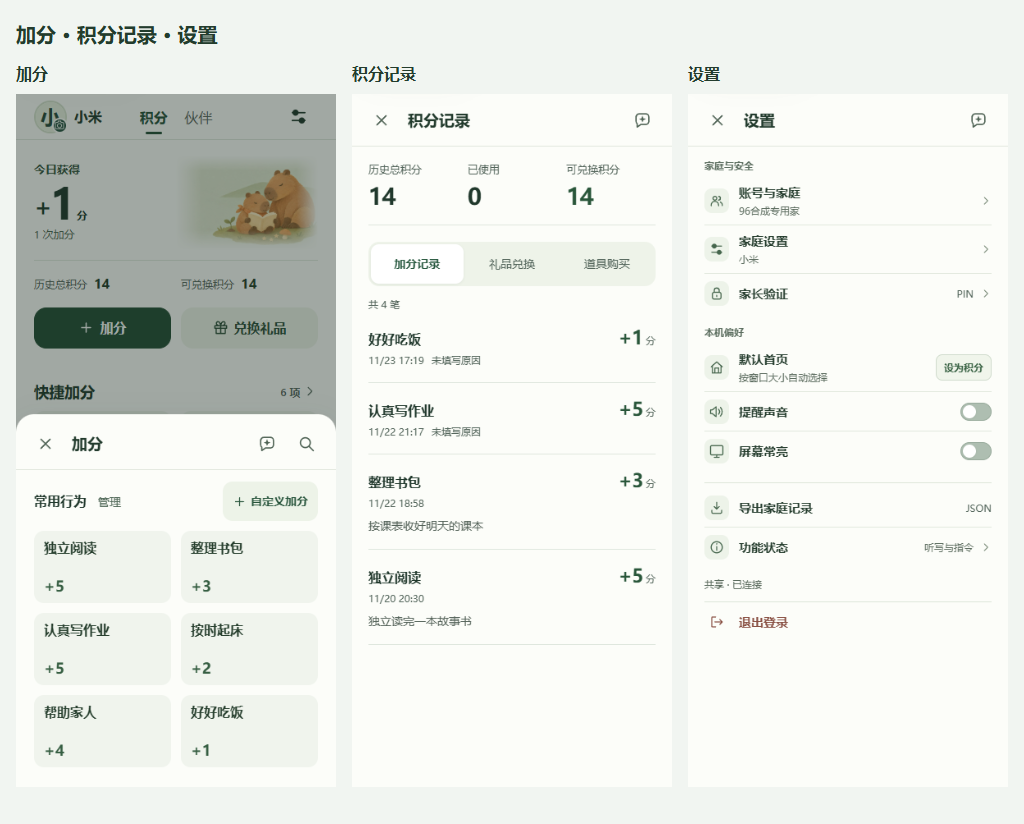 加分・积分记录・设置
加分
小
小米
积分
伙伴
今日获得
+1分
1 次加分
历史总积分 14
可兑换积分 14
+ 加分
兑换礼品
快捷加分
6 项
加分
常用行为 管理
+ 自定义加分
独立阅读
+5
整理书包
+3
认真写作业
+5
按时起床
+2
帮助家人
+4
好好吃饭
+1
积分记录
积分记录
历史总积分
14
已使用
0
可兑换积分
14
加分记录
礼品兑换
道具购买
共 4 笔
好好吃饭
+1 分
11/23 17:19 未填写原因
认真写作业
+5 分
11/22 21:17 未填写原因
整理书包
+3 分
11/22 18:58
按课表收好明天的课本
独立阅读
+5 分
11/20 20:30
独立读完一本故事书
设置
设置
家庭与安全
账号与家庭
96合成专用家
家庭设置
小米
家长验证
PIN
本机偏好
默认首页
按窗口大小自动选择
设为积分
提醒声音
屏幕常亮
导出家庭记录
JSON
功能状态
听写与指令
共享 · 已连接
退出登录